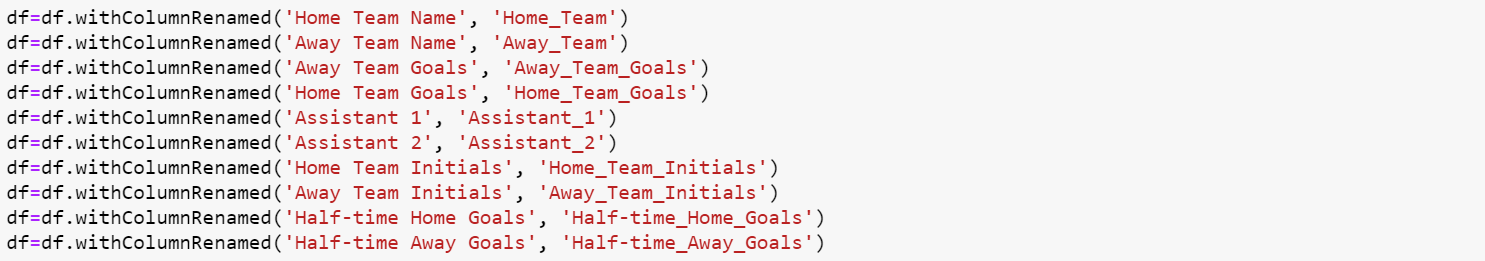 df=df.withColumnRenamed('Home Team Name', 'Home_Team')
df=df.withColumnRenamed('Away Team Name', 'Away_Team')
df=df.withColumnRenamed('Away Team Goals', 'Away_Team_Goals')
df=df.withColumnRenamed('Home Team Goals', 'Home_Team_Goals')
df=df.withColumnRenamed('Assistant 1', 'Assistant_1')
df=df.withColumnRenamed('Assistant 2', 'Assistant_2')
df=df.withColumnRenamed('Home Team Initials', 'Home_Team_Initials')
df=df.withColumnRenamed('Away Team Initials', 'Away_Team_Initials')
df=df.withColumnRenamed('Half-time Home Goals', 'Half-time_Home_Goals')
df=df.withColumnRenamed('Half-time Away Goals', 'Half-time_Away_Goals')